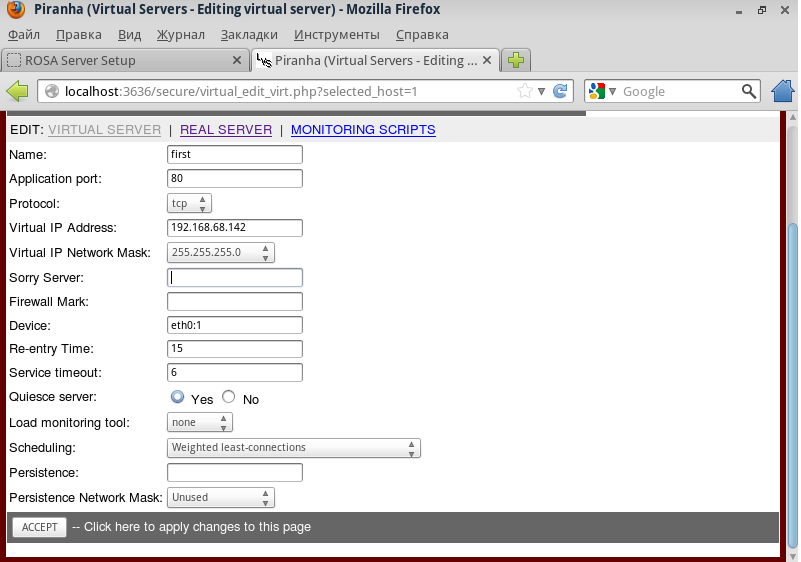 Piranha (Virtual Servers - Editing virtual server) - Mozilla Firefox
Файл Правка Вид Журнал Закладки Инструменты Справка
ROSA Server Setup Piranha (Virtual Servers - Editing ...
localhost:3636/secure/virtual_edit_virt.php?selected_host=1 Google
EDIT: VIRTUAL SERVER | REAL SERVER | MONITORING SCRIPTS
Name: first
Application port: 80
Protocol: tcp
Virtual IP Address: 192.168.68.142
Virtual IP Network Mask: 255.255.255.0
Sorry Server:
Firewall Mark:
Device: eth0:1
Re-entry Time: 15
Service timeout: 6
Quiesce server: Yes No
Load monitoring tool: none
Scheduling: Weighted least-connections
Persistence:
Persistence Network Mask: Unused
ACCEPT -- Click here to apply changes to this page